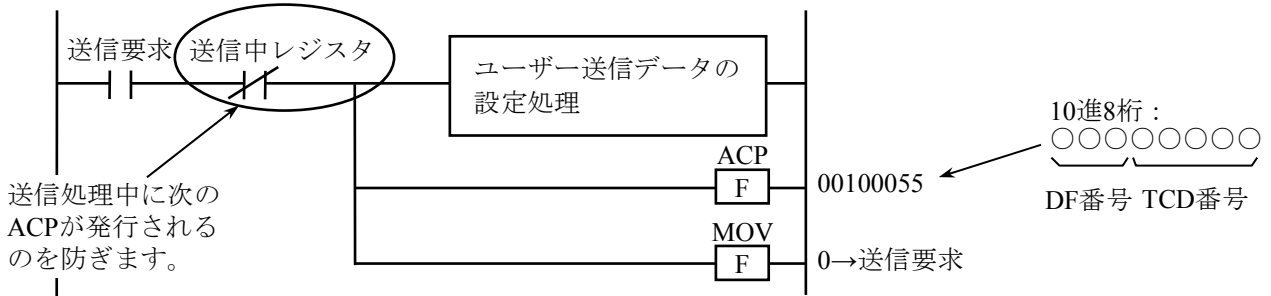 送信要求
送信中レジスタ
ユーザー送信データの
設定処理
10進8桁：
○○○○○○○○
DF番号 TCD番号
ACP
F
00100055
MOV
F
0→送信要求
送信処理中に次の
ACPが発行される
のを防ぎます。